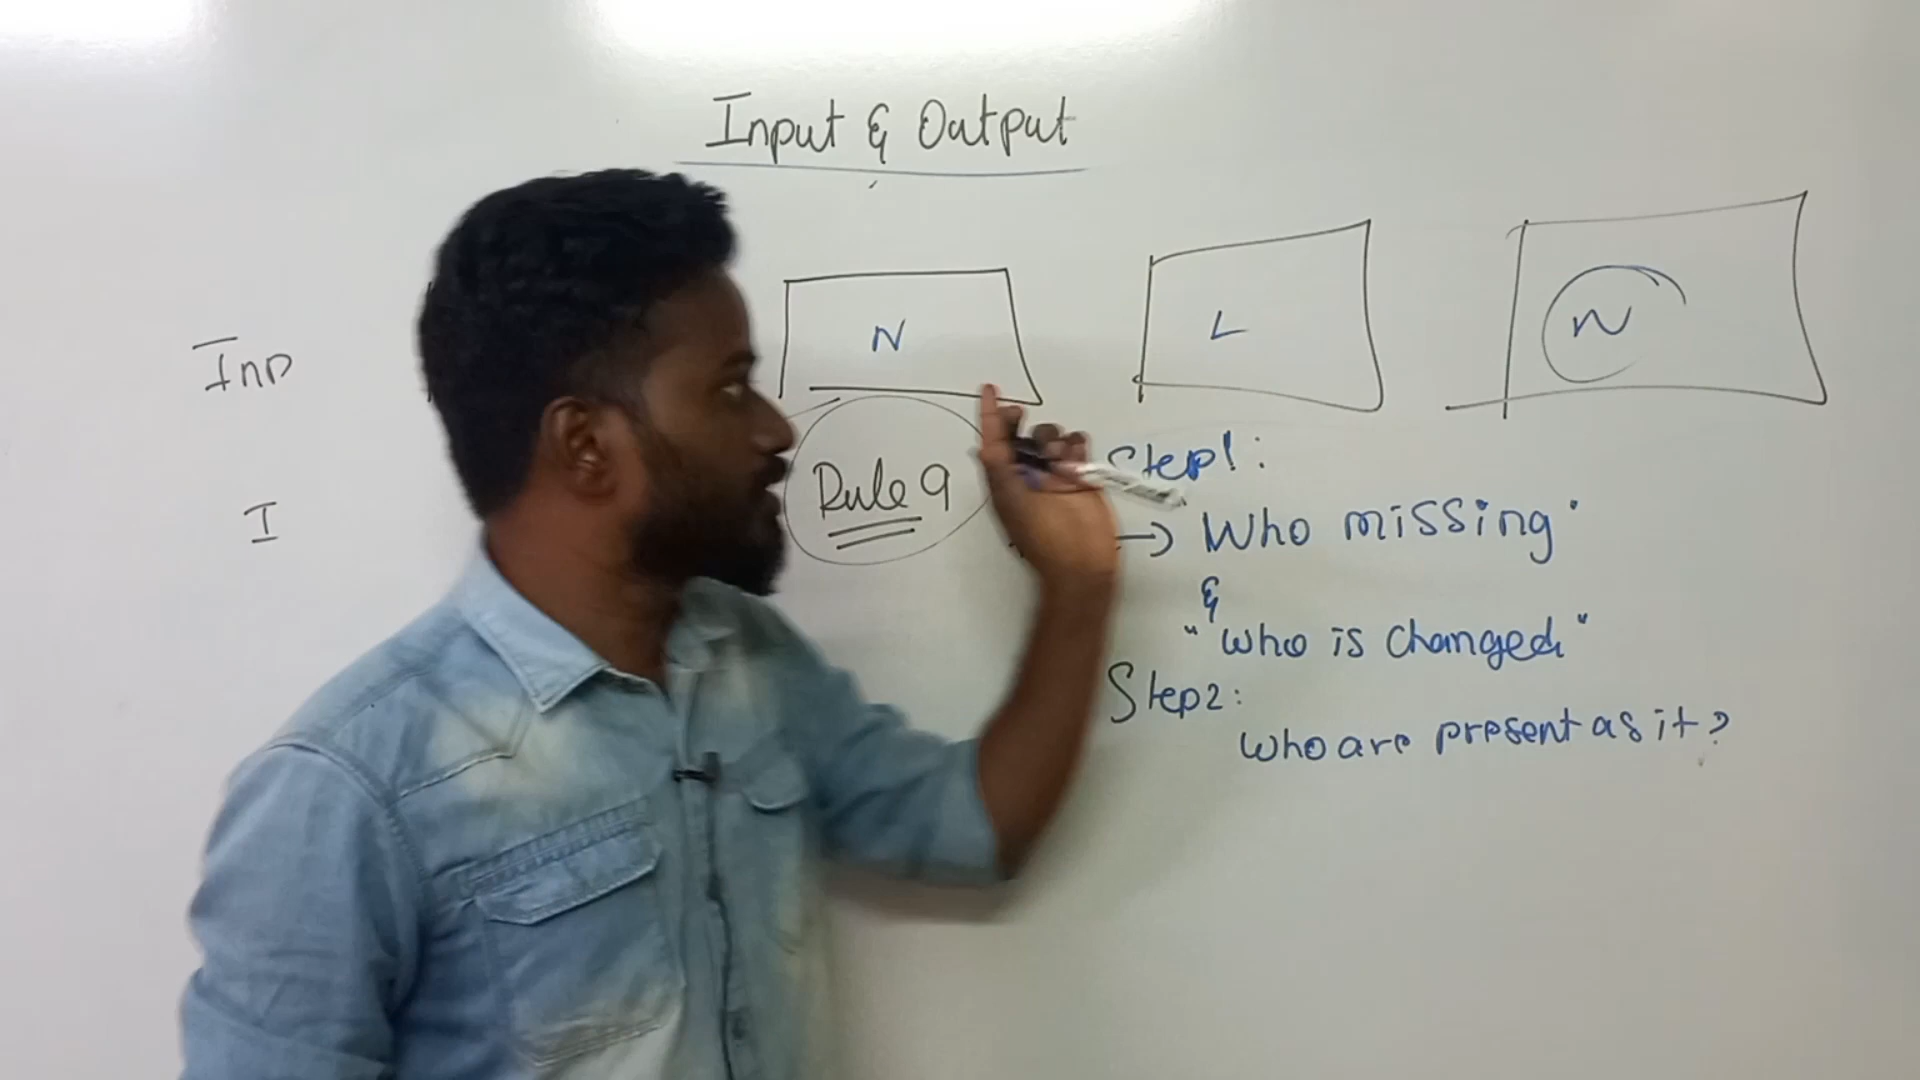 Input & Output
Inp
N
L
N
I
Rule 9
Step1:
→ Who missing
&
"who is changed"
Step2:
who are present as it?